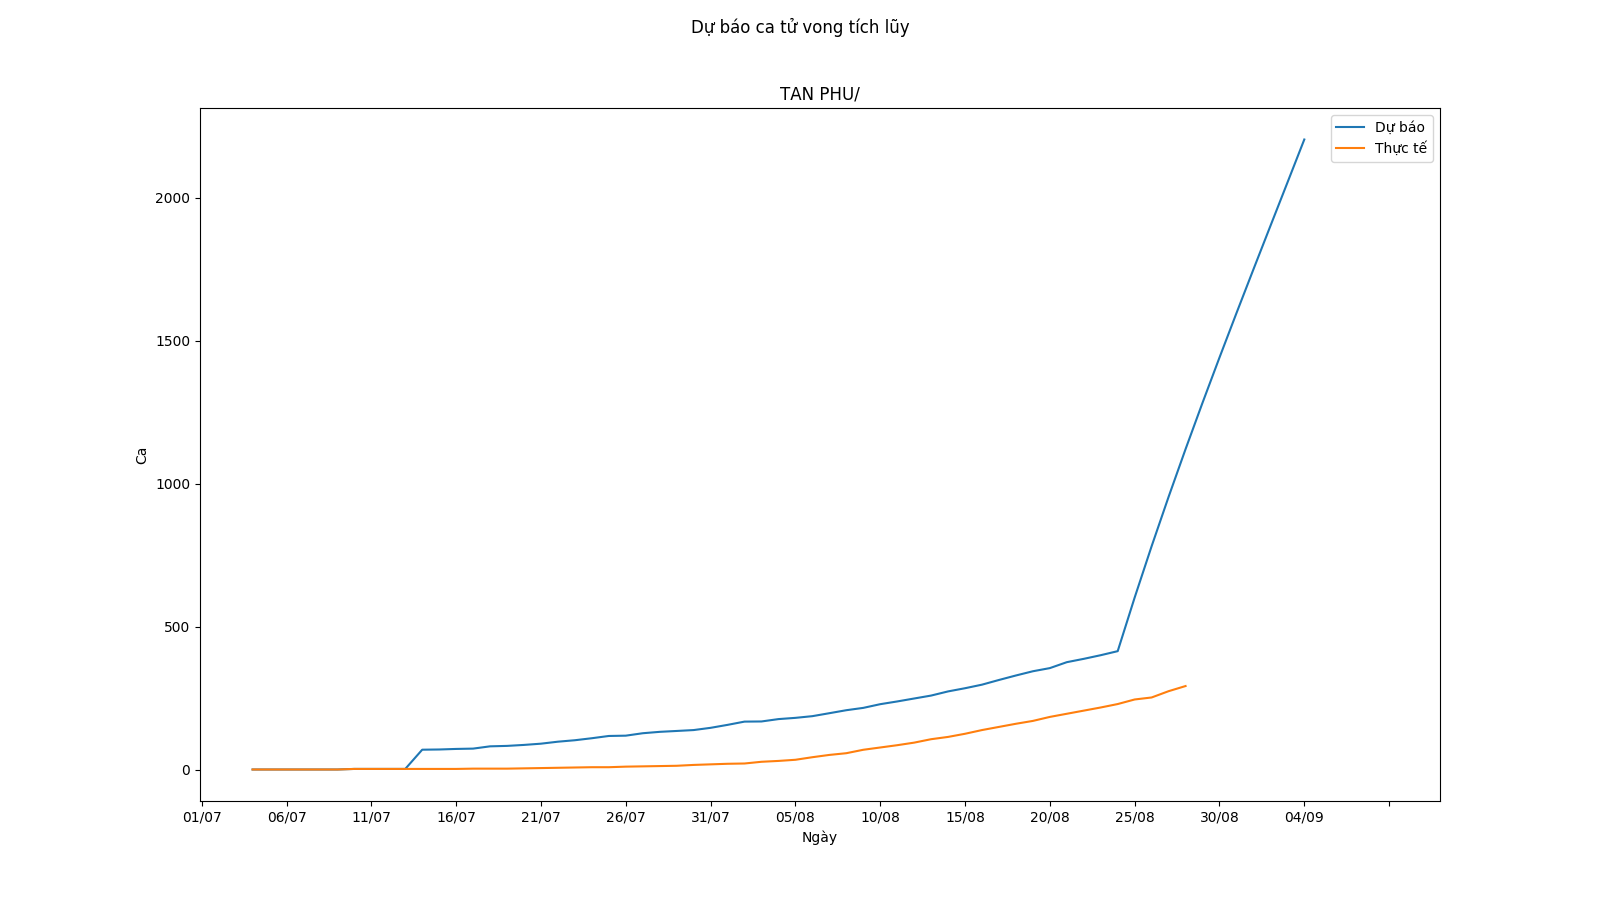 Dự báo ca tử vong tích lũy
TAN PHU/
Dự báo
Thực tế
Ca
2000
1500
1000
500
0
01/07 06/07 11/07 16/07 21/07 26/07 31/07 05/08 10/08 15/08 20/08 25/08 30/08 04/09
Ngày